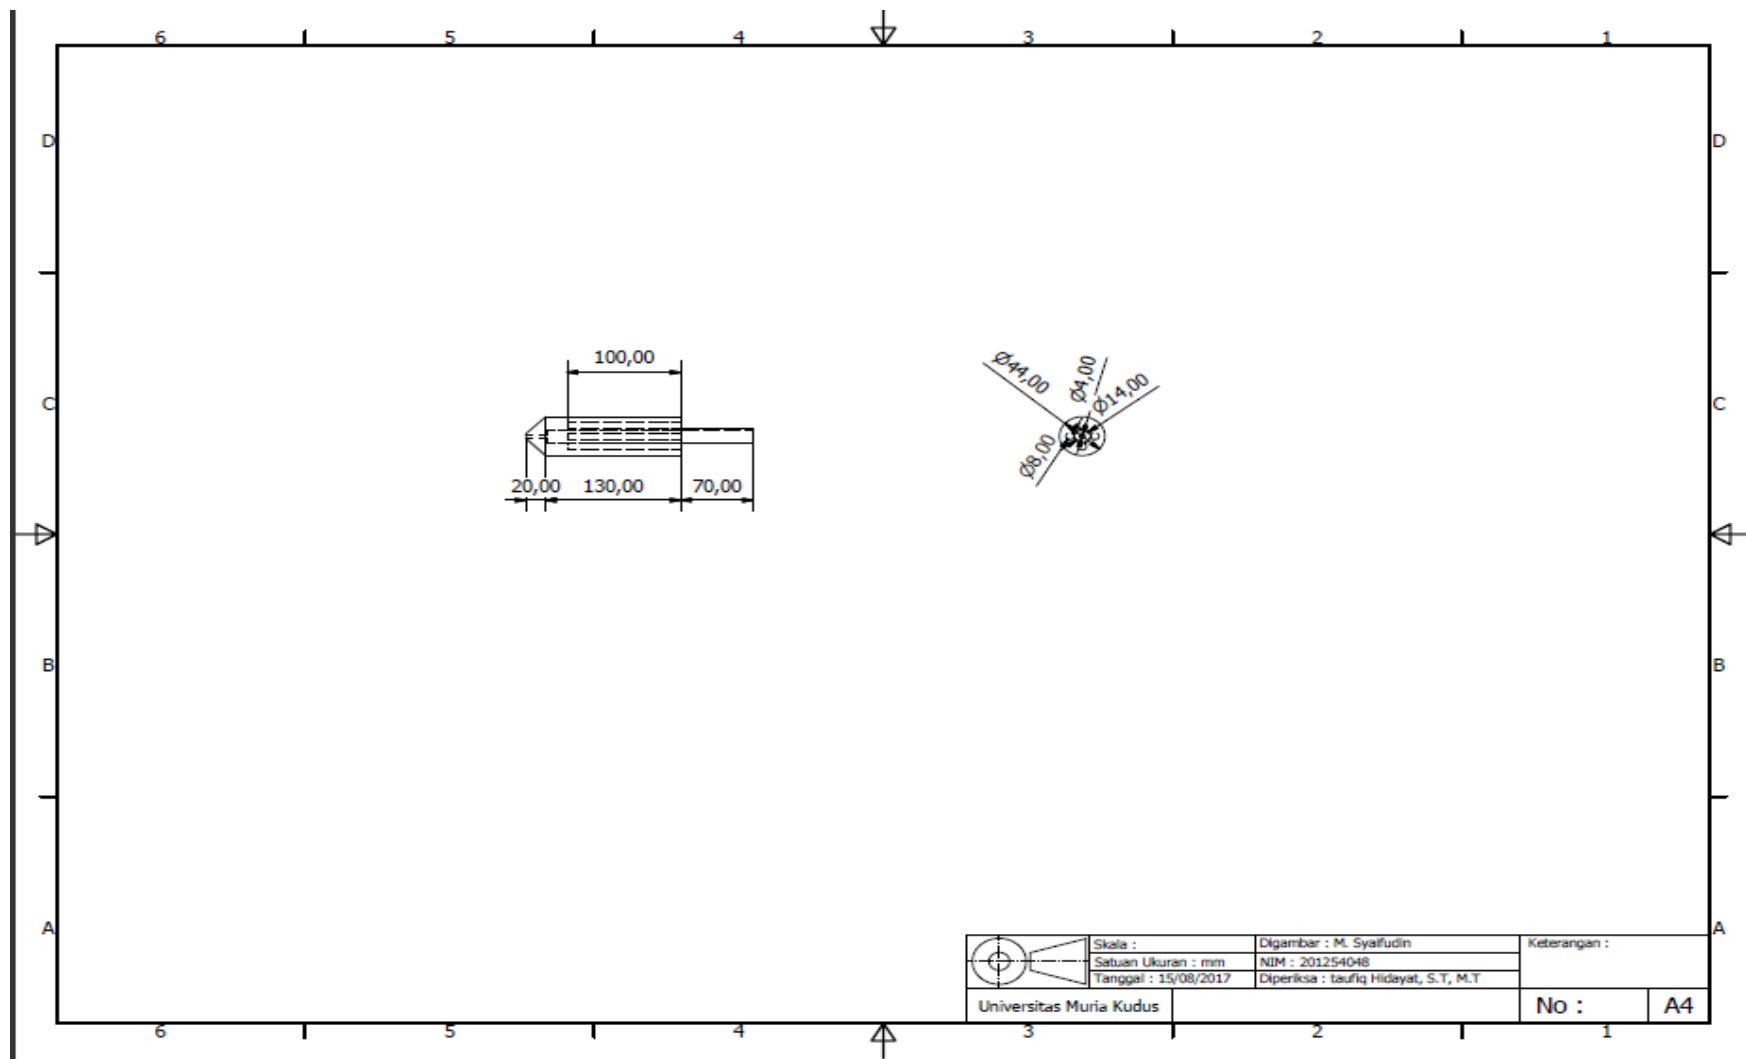 6 5 4 3 2 1
D D
100,00
Ø44,00 Ø4,00 Ø14,00
C C
Ø8,00
20,00 130,00 70,00
B B
A A
Skala : Digambar : M. Syaifudin Keterangan :
Satuan Ukuran : mm NIM : 201254048
Tanggal : 15/08/2017 Diperiksa : taufiq Hidayat, S.T, M.T
Universitas Muria Kudus No : A4
6 5 4 3 2 1